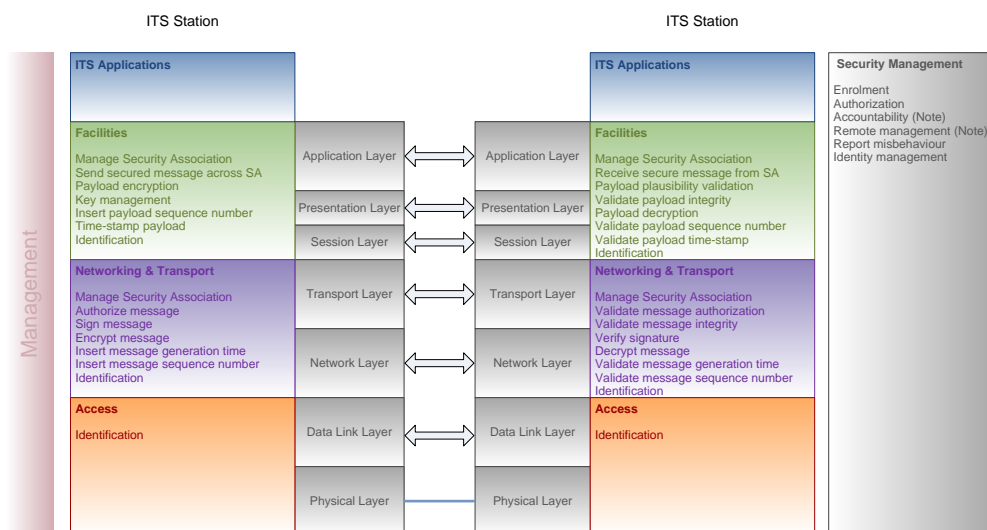 ITS Station
ITS Station
Management
ITS Applications
Facilities
Manage Security Association
Send secured message across SA
Payload encryption
Key management
Insert payload sequence number
Time-stamp payload
Identification
Networking & Transport
Manage Security Association
Authorize message
Sign message
Encrypt message
Insert message generation time
Insert message sequence number
Identification
Access
Identification
Application Layer
Presentation Layer
Session Layer
Transport Layer
Network Layer
Data Link Layer
Physical Layer
Application Layer
Presentation Layer
Session Layer
Transport Layer
Network Layer
Data Link Layer
Physical Layer
ITS Applications
Facilities
Manage Security Association
Receive secure message from SA
Payload plausibility validation
Validate payload integrity
Payload decryption
Validate payload sequence number
Validate payload time-stamp
Identification
Networking & Transport
Manage Security Association
Validate message authorization
Validate message integrity
Verify signature
Decrypt message
Validate message generation time
Validate message sequence number
Identification
Access
Identification
Security Management
Enrolment
Authorization
Accountability (Note)
Remote management (Note)
Report misbehaviour
Identity management